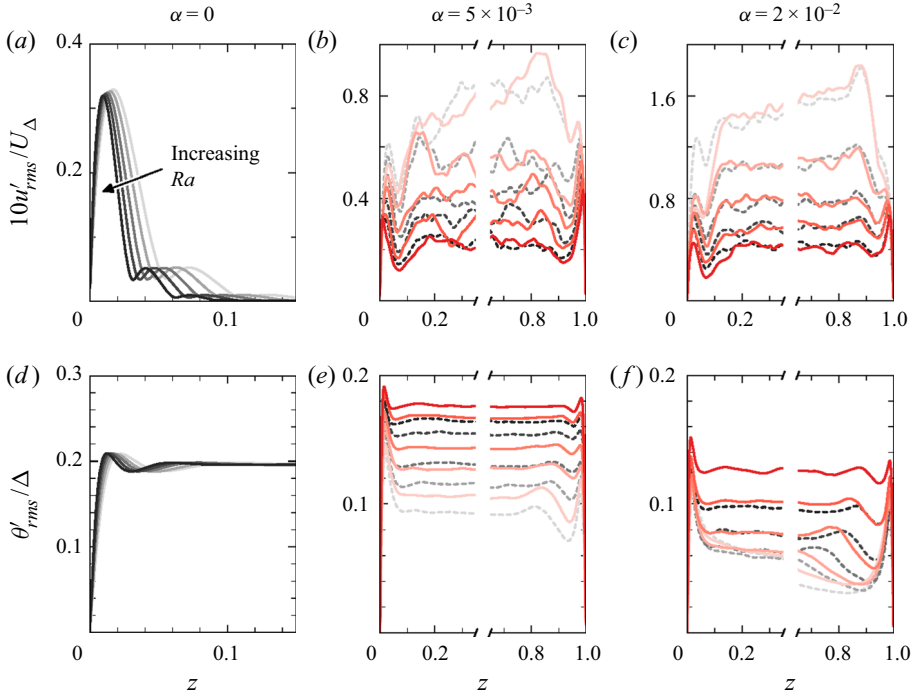 α = 0
α = 5 × 10⁻³
α = 2 × 10⁻²
(a)
(b)
(c)
0.4
0.2
0
10u′rms/UΔ
Increasing
Ra
0
0.1
0.8
0.4
0
0.2
0.8
1.0
1.6
0.8
0
0.2
0.8
1.0
(d)
(e)
(f)
0.3
0.2
0.1
θ′rms/Δ
0
0.1
z
0.2
0.1
0
0.2
0.8
1.0
z
0.2
0.1
0
0.2
0.8
1.0
z